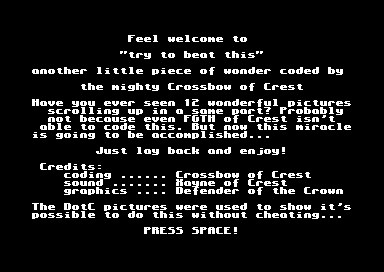 Feel welcome to
"try to beat this"
another little piece of wonder coded by
the mighty Crossbow of Crest
Have you ever seen 12 wonderful pictures
scrolling up in a same part? Probably
not because even FGTH of Crest isn't
able to code this. But now this miracle
is going to be accomplished...
Just lay back and enjoy!
Credits:
coding ...... Crossbow of Crest
sound ....... Wayne of Crest
graphics .... Defender of the Crown
The DotC pictures were used to show it's
possible to do this without cheating...
PRESS SPACE!